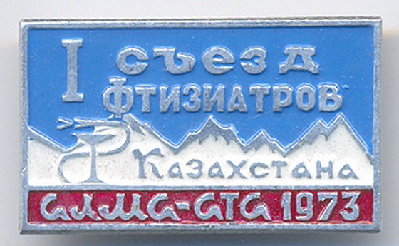 I съезд
фтизиатров
Казахстана
алма-ата 1973